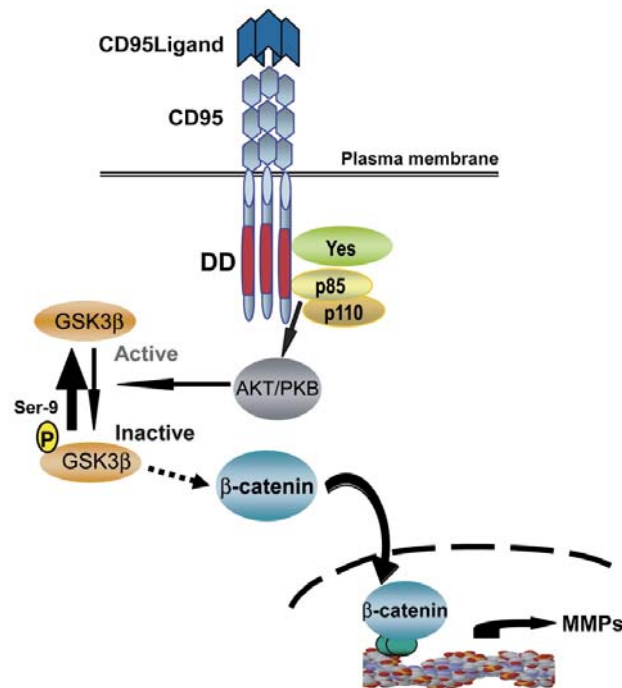 CD95Ligand
CD95
Plasma membrane
DD
Yes
p85
p110
GSK3β
Active
AKT/PKB
Ser-9
P
Inactive
GSK3β
β-catenin
β-catenin
MMPs